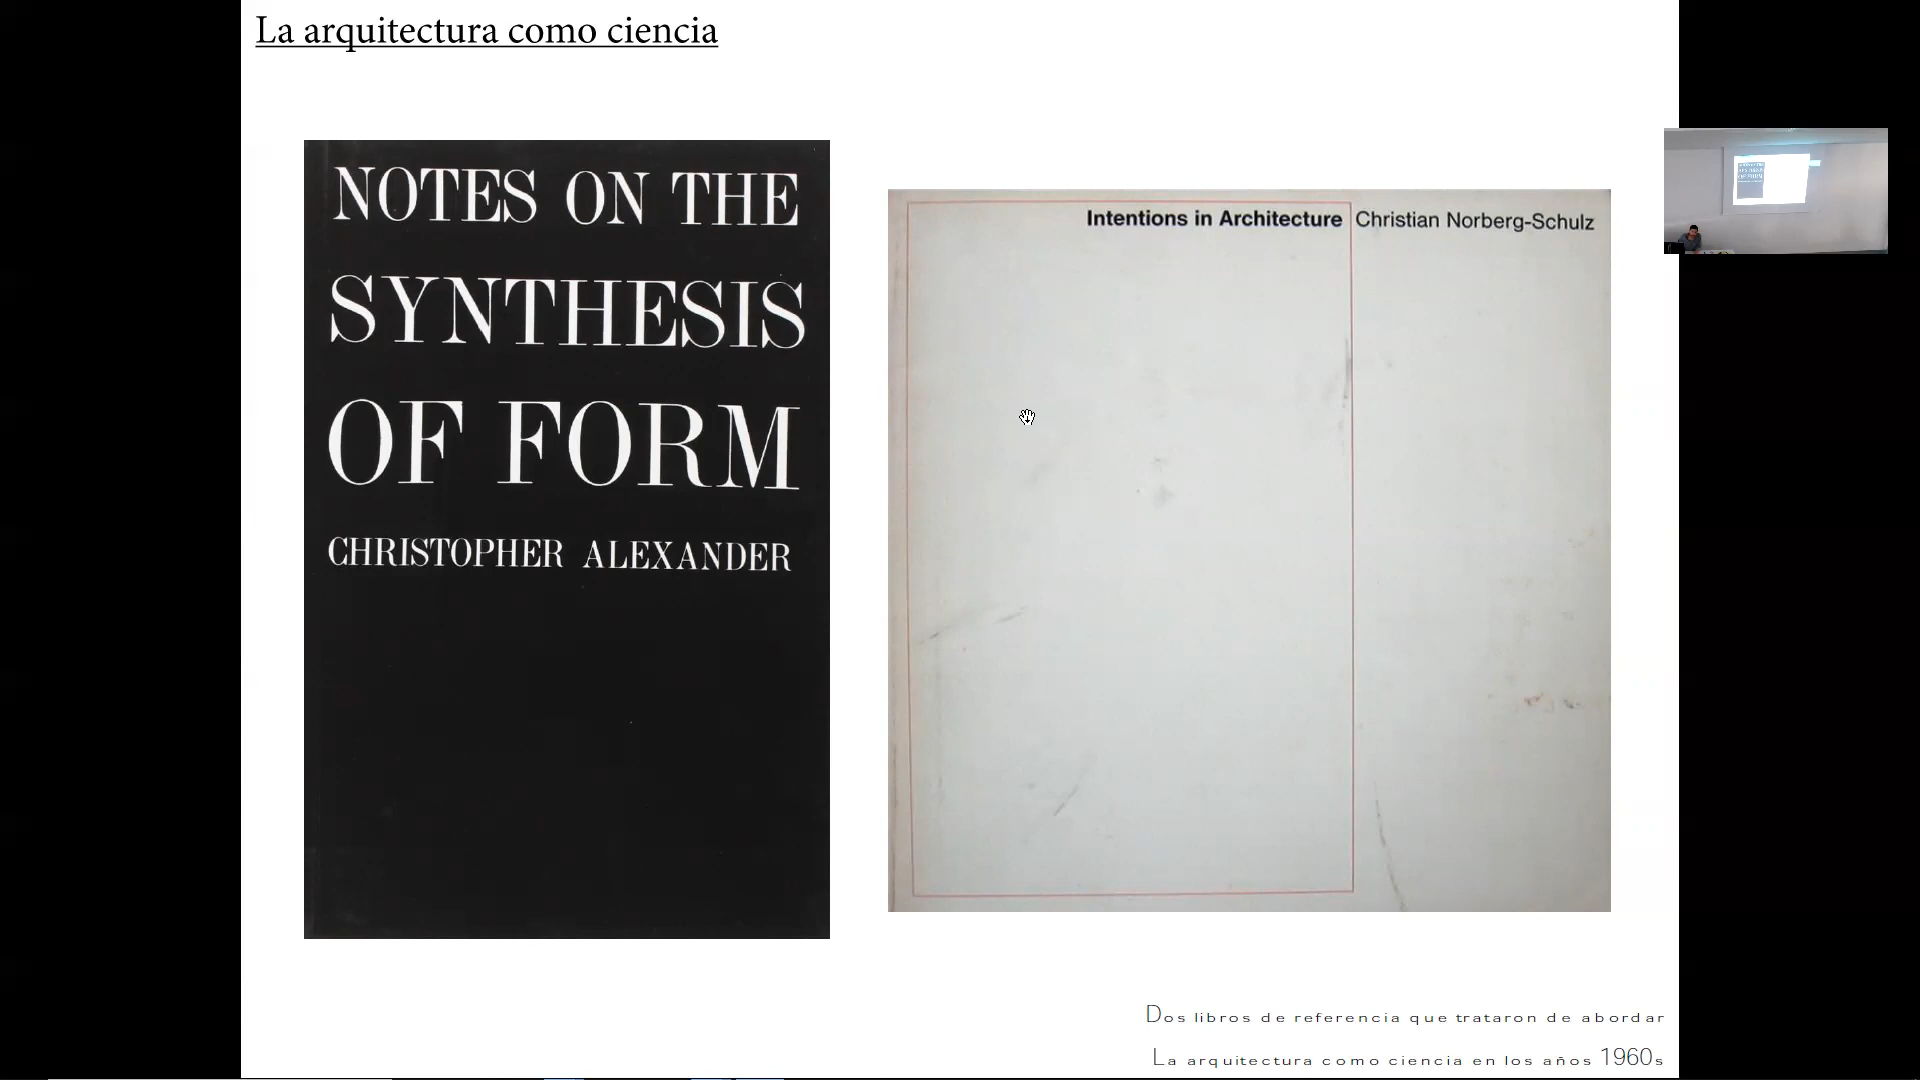 La arquitectura como ciencia
NOTES ON THE
SYNTHESIS
OF FORM
CHRISTOPHER ALEXANDER
Intentions in Architecture Christian Norberg-Schulz
Dos libros de referencia que trataron de abordar
La arquitectura como ciencia en los años 1960s